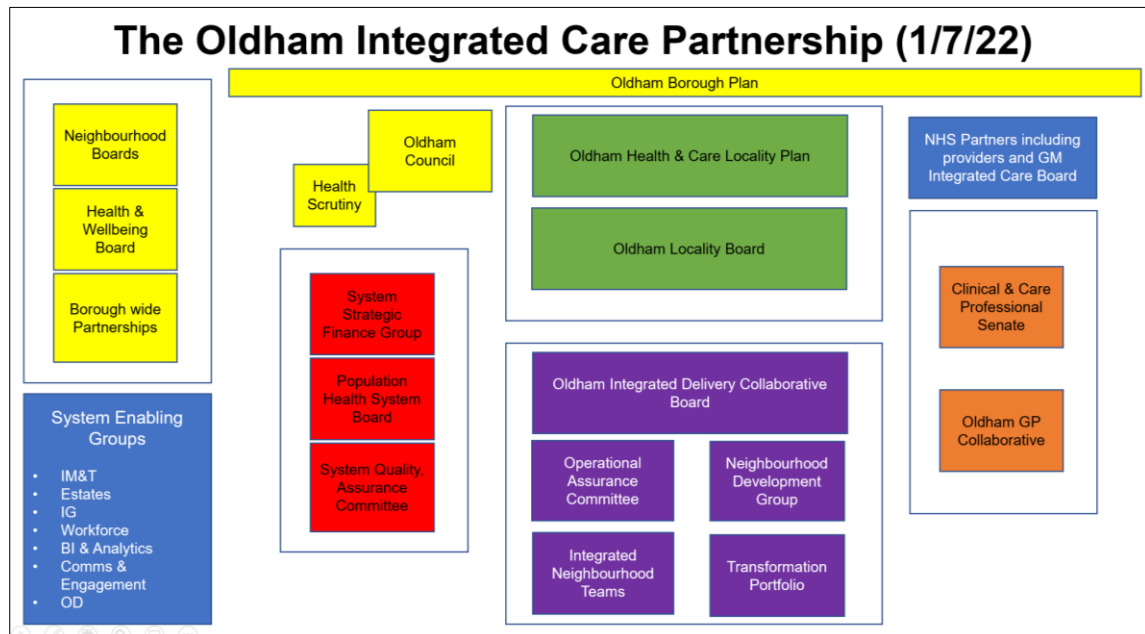 The Oldham Integrated Care Partnership (1/7/22)
Oldham Borough Plan
Neighbourhood
Boards
Health &
Wellbeing
Board
Borough wide
Partnerships
System Enabling
Groups
• IM&T
• Estates
• IG
• Workforce
• BI & Analytics
• Comms &
Engagement
• OD
Oldham
Council
Health
Scrutiny
System
Strategic
Finance Group
Population
Health System
Board
System Quality,
Assurance
Committee
Oldham Health & Care Locality Plan
Oldham Locality Board
Oldham Integrated Delivery Collaborative
Board
Operational
Assurance
Committee
Neighbourhood
Development
Group
Integrated
Neighbourhood
Teams
Transformation
Portfolio
NHS Partners including
providers and GM
Integrated Care Board
Clinical & Care
Professional
Senate
Oldham GP
Collaborative